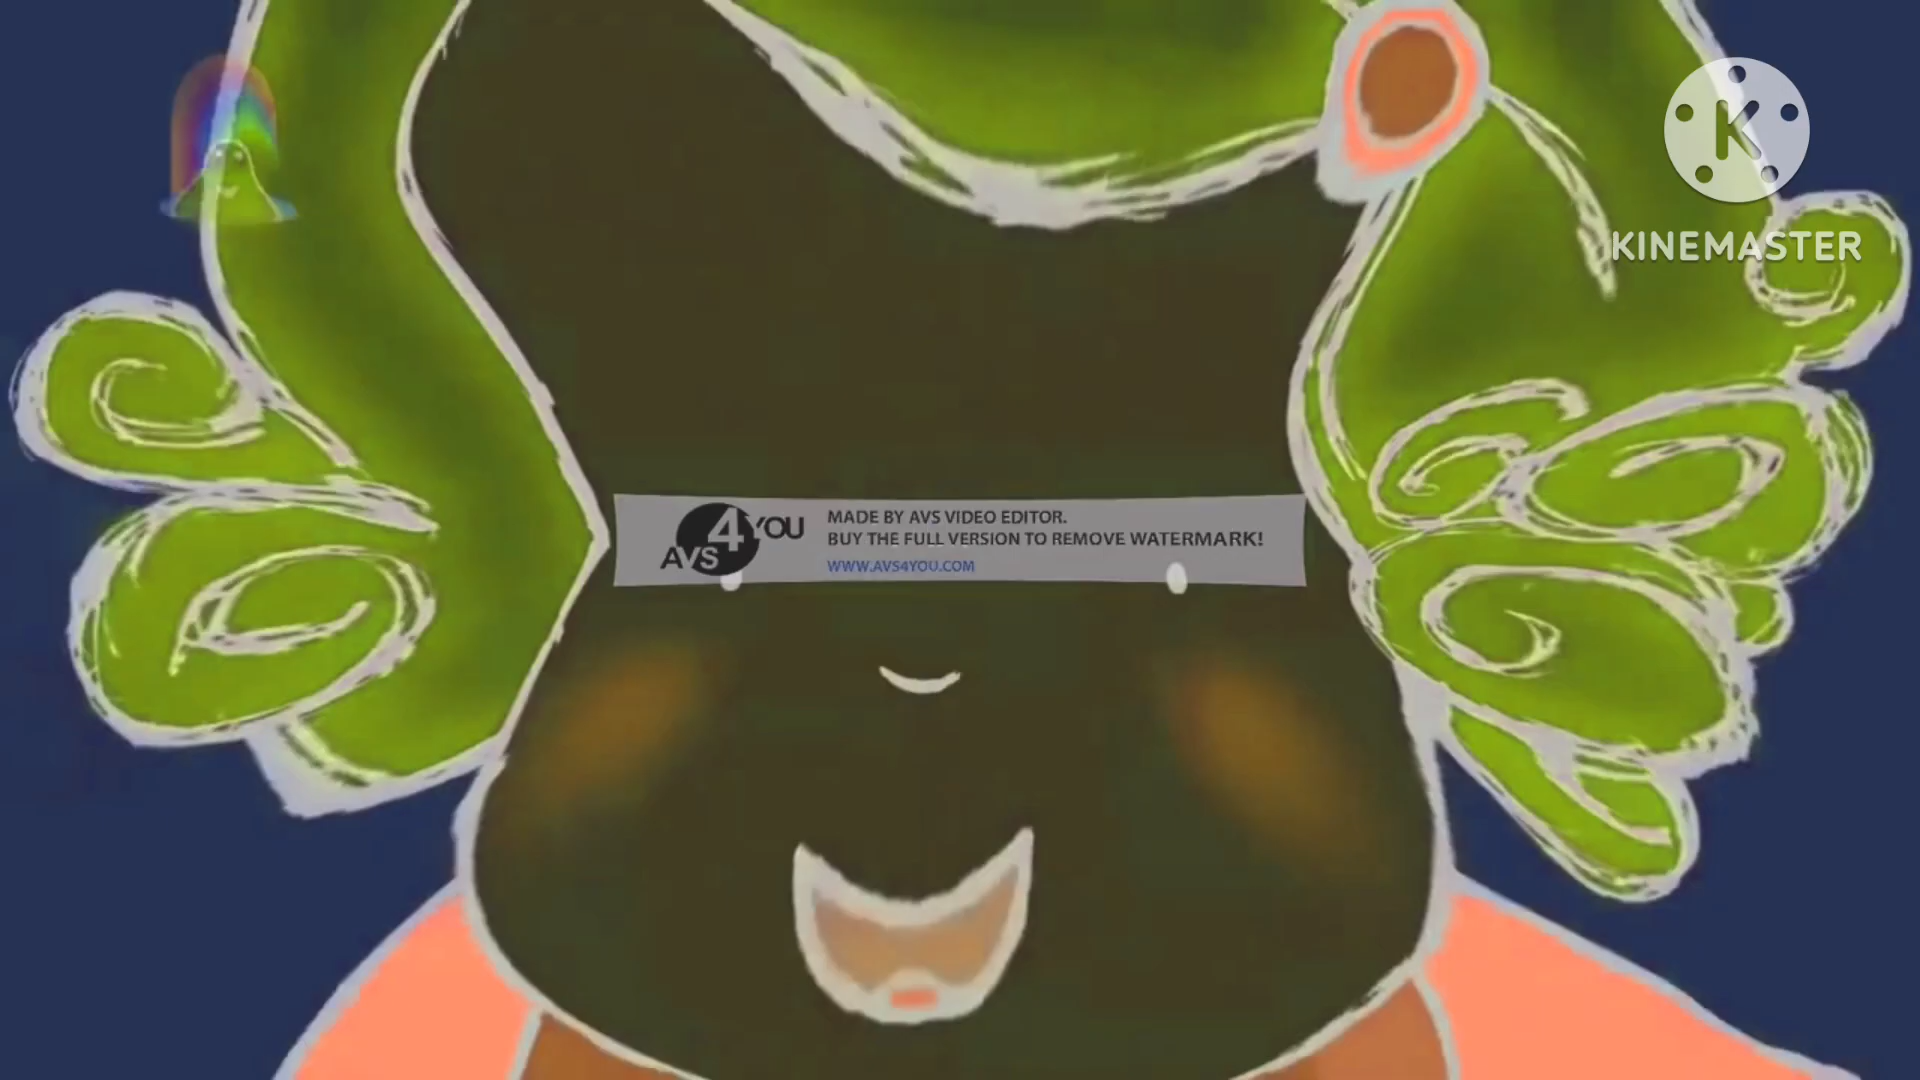 K
KINEMASTER
AVS4YOU
MADE BY AVS VIDEO EDITOR.
BUY THE FULL VERSION TO REMOVE WATERMARK!
WWW.AVS4YOU.COM